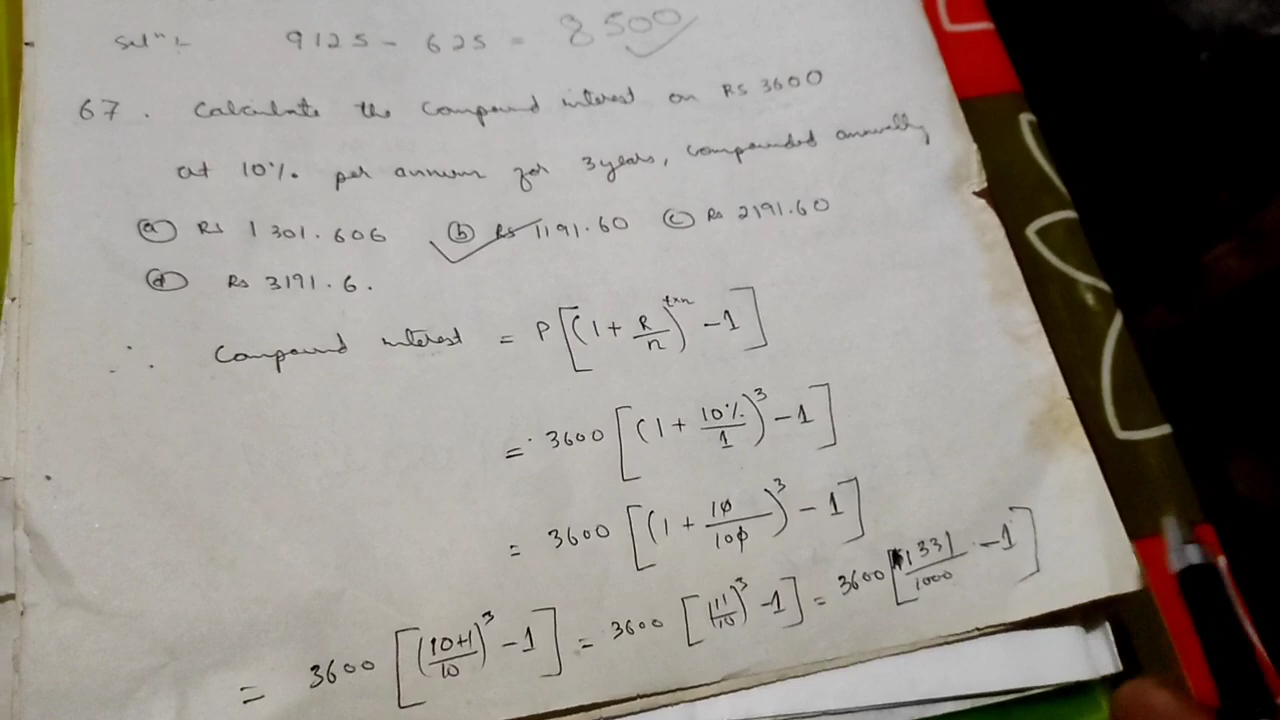 Solⁿ :- 9125 - 625 = 8500
67. Calculate the Compound interest on RS 3600
at 10% per annum for 3 years, compounded annually
(a) Rs 1301.606 (b) Rs 1191.60 (c) Rs 2191.60
(d) Rs 3191.6.
∴ Compound interest = P[(1 + R/n)^(t×n) - 1]
= 3600 [(1 + 10%/1)^3 - 1]
= 3600 [(1 + 10/100)^3 - 1]
= 3600 [(10+1/10)^3 - 1] = 3600 [(11/10)^3 - 1] = 3600 [1331/1000 - 1]